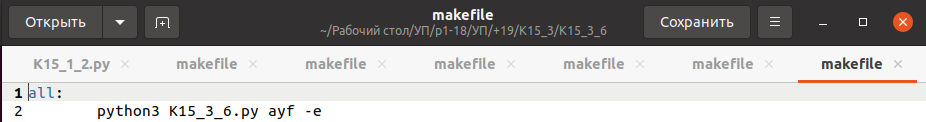 Открыть makefile Сохранить
~/Рабочий стол/УП/p1-18/УП/+19/K15_3/K15_3_6
K15_1_2.py makefile makefile makefile makefile makefile makefile
1 all:
2 python3 K15_3_6.py ayf -e